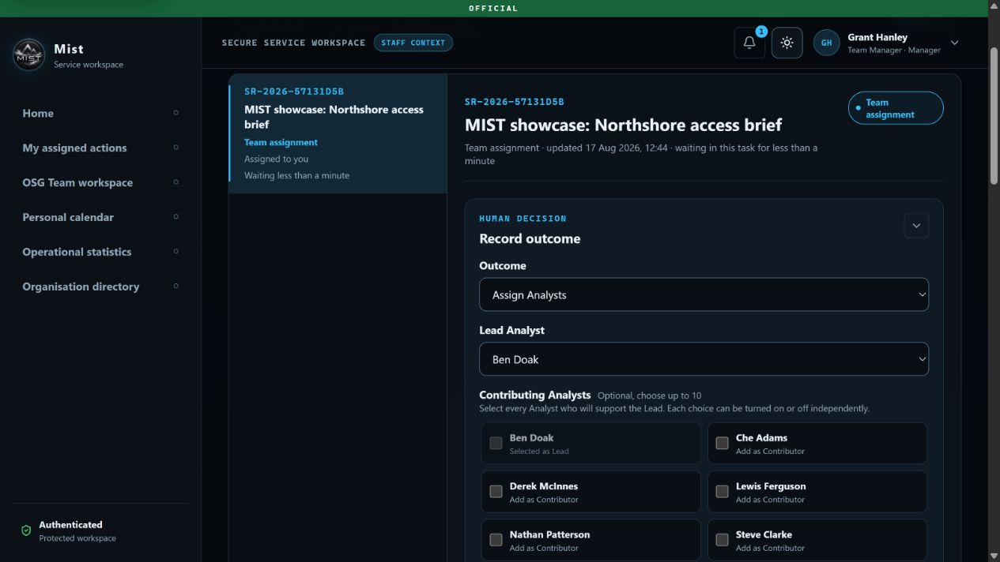 OFFICIAL
MIST
Mist
Service workspace
SECURE SERVICE WORKSPACE
STAFF CONTEXT
1
GH
Grant Hanley
Team Manager · Manager
Home
My assigned actions
OSG Team workspace
Personal calendar
Operational statistics
Organisation directory
Authenticated
Protected workspace
SR-2026-57131D5B
MIST showcase: Northshore access
brief
Team assignment
Assigned to you
Waiting less than a minute
SR-2026-57131D5B
MIST showcase: Northshore access brief
Team assignment · updated 17 Aug 2026, 12:44 · waiting in this task for less than a
minute
Team
assignment
HUMAN DECISION
Record outcome
Outcome
Assign Analysts
Lead Analyst
Ben Doak
Contributing Analysts Optional, choose up to 10
Select every Analyst who will support the Lead. Each choice can be turned on or off independently.
Ben Doak
Selected as Lead
Che Adams
Add as Contributor
Derek McInnes
Add as Contributor
Lewis Ferguson
Add as Contributor
Nathan Patterson
Add as Contributor
Steve Clarke
Add as Contributor